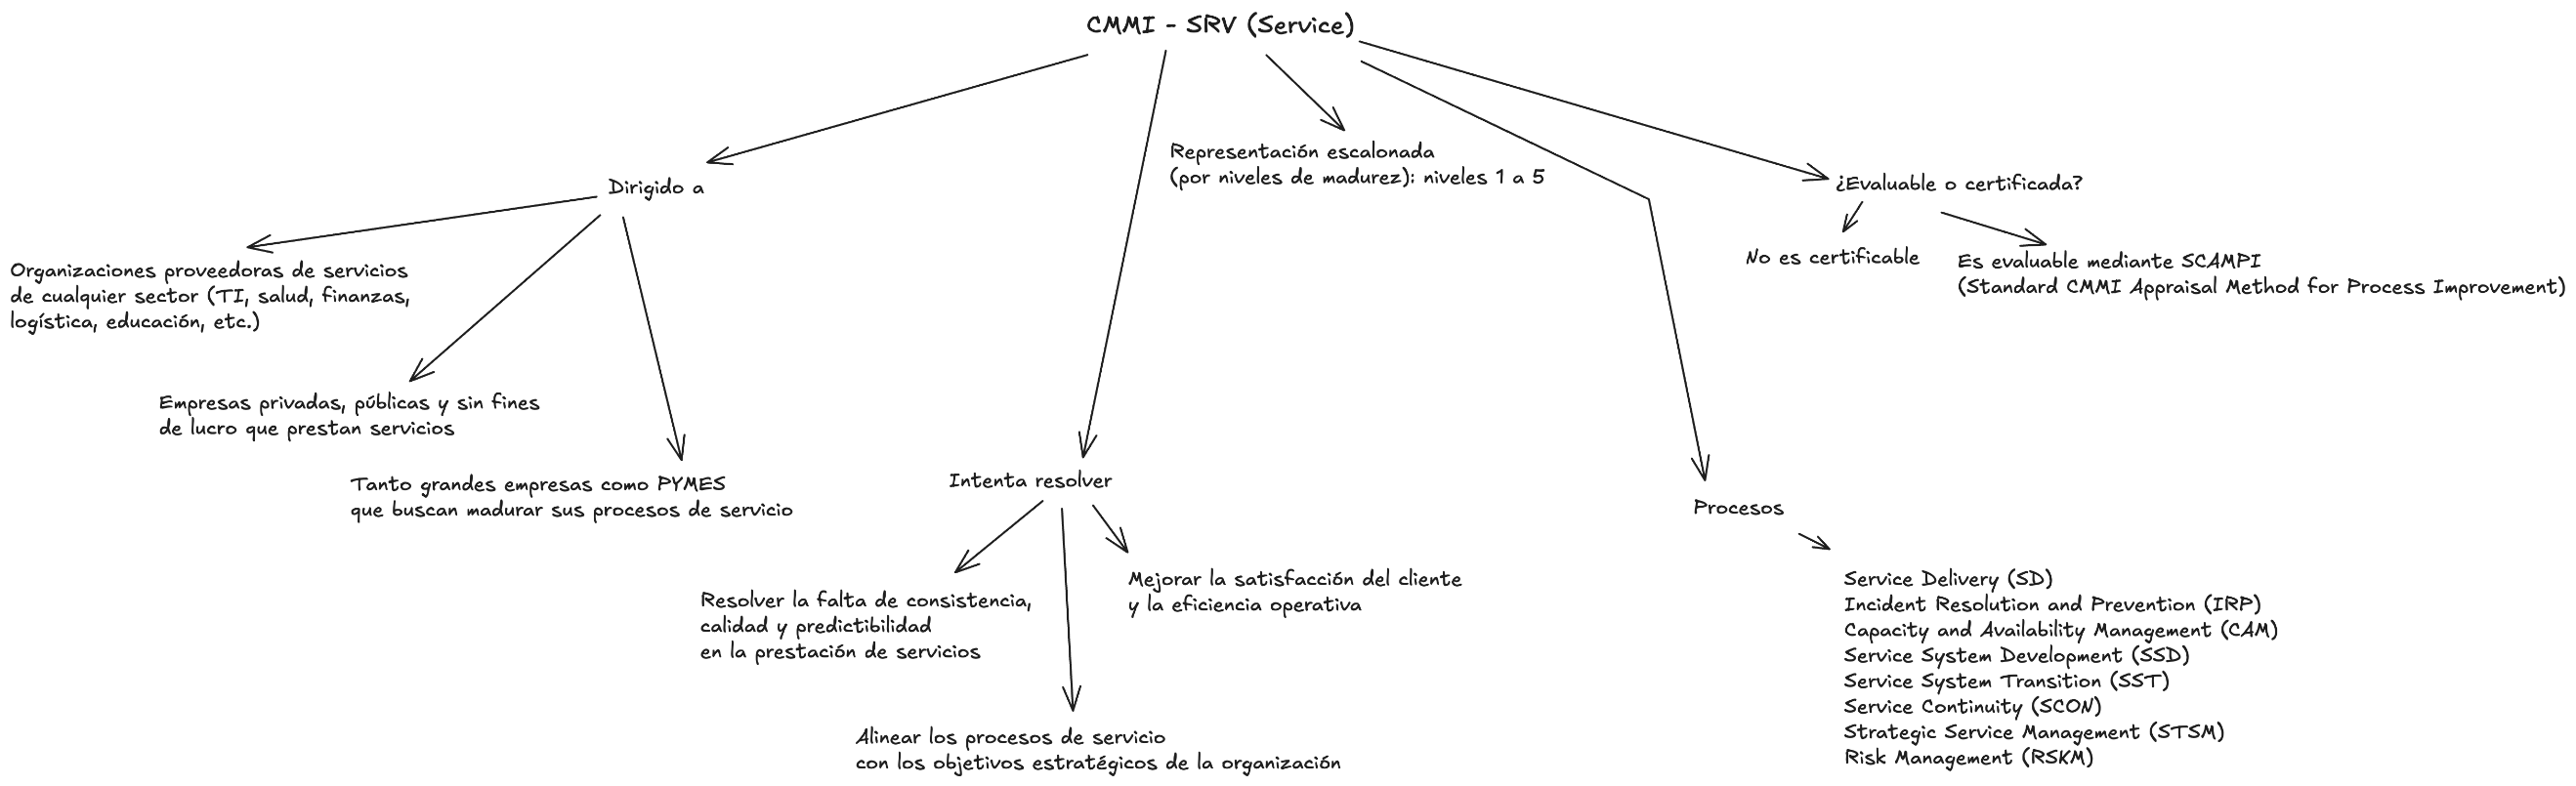 CMMI - SRV (Service)
Dirigido a
Organizaciones proveedoras de servicios
de cualquier sector (TI, salud, finanzas,
logística, educación, etc.)
Empresas privadas, públicas y sin fines
de lucro que prestan servicios
Tanto grandes empresas como PYMES
que buscan madurar sus procesos de servicio
Intenta resolver
Resolver la falta de consistencia,
calidad y predictibilidad
en la prestación de servicios
Alinear los procesos de servicio
con los objetivos estratégicos de la organización
Mejorar la satisfacción del cliente
y la eficiencia operativa
Representación escalonada
(por niveles de madurez): niveles 1 a 5
Procesos
Service Delivery (SD)
Incident Resolution and Prevention (IRP)
Capacity and Availability Management (CAM)
Service System Development (SSD)
Service System Transition (SST)
Service Continuity (SCON)
Strategic Service Management (STSM)
Risk Management (RSKM)
¿Evaluable o certificada?
No es certificable
Es evaluable mediante SCAMPI
(Standard CMMI Appraisal Method for Process Improvement)